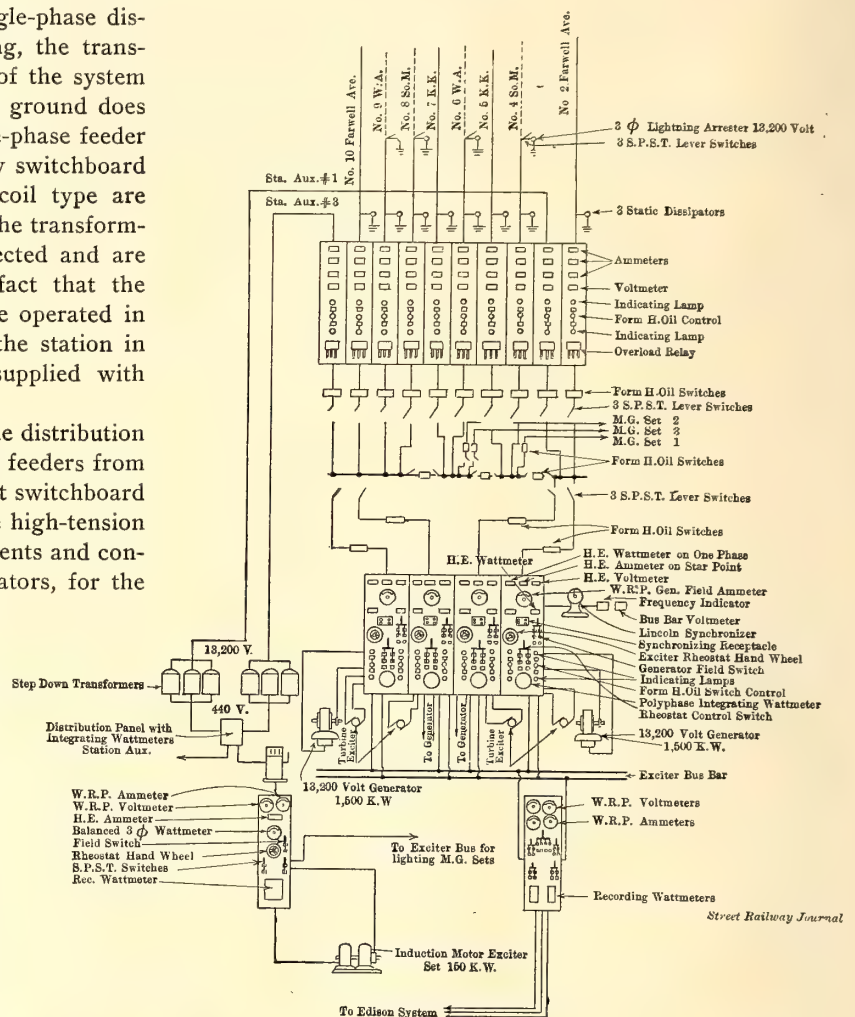 gle-phase dis-
ng, the trans-
of the system
ground does
-phase feeder
switchboard
coil type are
he transform-
ected and are
fact that the
e operated in
the station in
supplied with
e distribution
feeders from
t switchboard
high-tension
ents and con-
ators, for the
No. 10 Farwell Ave.
No. 9 W.A.
No. 8 So.M.
No. 7 K.K.
No. 6 W.A.
No. 5 K.K.
No. 4 So.M.
No 2 Farwell Ave.
3 ϕ Lightning Arrester 13,200 Volt
3 S.P.S.T. Lever Switches
Sta. Aux. #1
Sta. Aux. #3
3 Static Dissipators
Ammeters
Voltmeter
Indicating Lamp
Form H.Oil Control
Indicating Lamp
Overload Relay
Form H.Oil Switches
3 S.P.S.T. Lever Switches
M.G. Set 2
M.G. Set 3
M.G. Set 1
Form H.Oil Switches
3 S.P.S.T. Lever Switches
Form H.Oil Switches
H.E. Wattmeter
H.E. Wattmeter on One Phase
H.E. Ammeter on Star Point
H.E. Voltmeter
W.R.P. Gen. Field Ammeter
Frequency Indicator
Bus Bar Voltmeter
Lincoln Synchronizer
Synchronizing Receptacle
Exciter Rheostat Hand Wheel
Generator Field Switch
Indicating Lamps
Form H.Oil Switch Control
Polyphase Integrating Wattmeter
Rheostat Control Switch
13,200 V.
Step Down Transformers
440 V.
Distribution Panel with
Integrating Wattmeters
Station Aux.
Turbine
Exciter
To Generator
To Generator
Turbine
Exciter
13,200 Volt Generator
1,500 K.W.
13,200 Volt Generator
1,500 K.W
Exciter Bus Bar
W.R.P. Ammeter
W.R.P. Voltmeter
H.E. Ammeter
Balanced 3 ϕ Wattmeter
Field Switch
Rheostat Hand Wheel
S.P.S.T. Switches
Rec. Wattmeter
To Exciter Bus for
lighting M.G. Sets
W.R.P. Voltmeters
W.R.P. Ammeters
Recording Wattmeters
Street Railway Journal
Induction Motor Exciter
Set 150 K.W.
To Edison System